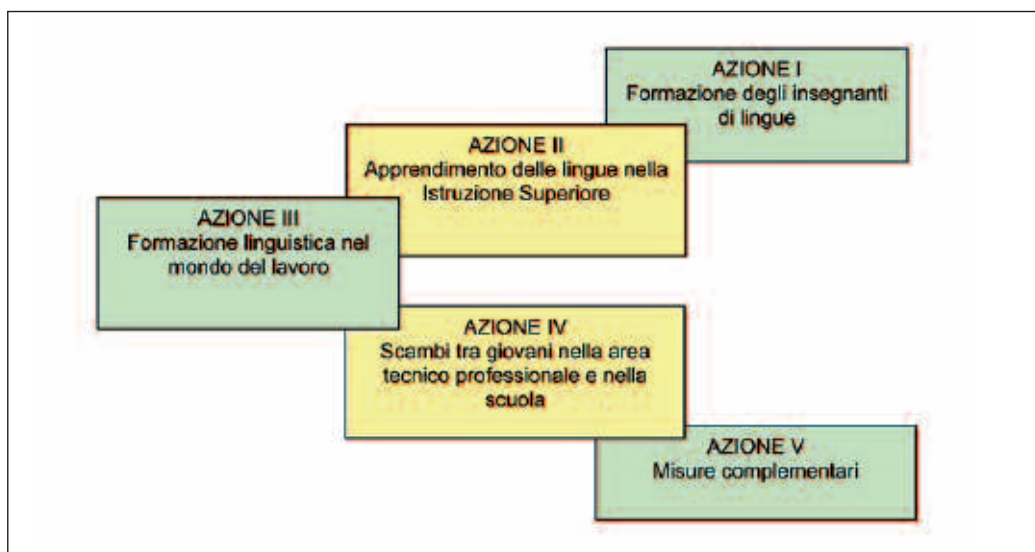 AZIONE I
Formazione degli insegnanti
di lingue
AZIONE II
Apprendimento delle lingue nella
Istruzione Superiore
AZIONE III
Formazione linguistica nel
mondo del lavoro
AZIONE IV
Scambi tra giovani nella area
tecnico professionale e nella
scuola
AZIONE V
Misure complementari